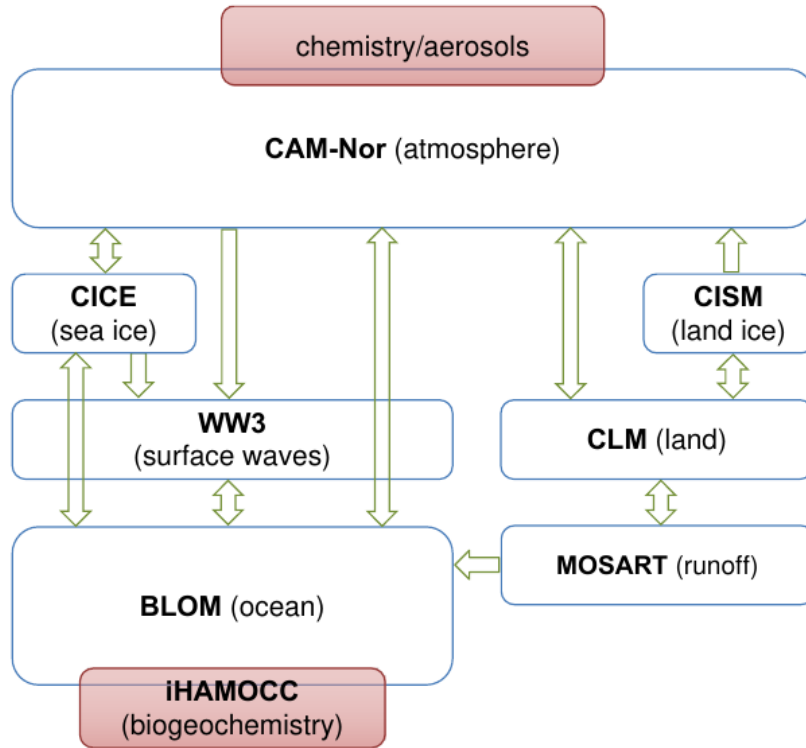 chemistry/aerosols
CAM-Nor (atmosphere)
CICE
(sea ice)
CISM
(land ice)
WW3
(surface waves)
CLM (land)
BLOM (ocean)
MOSART (runoff)
iHAMOCC
(biogeochemistry)